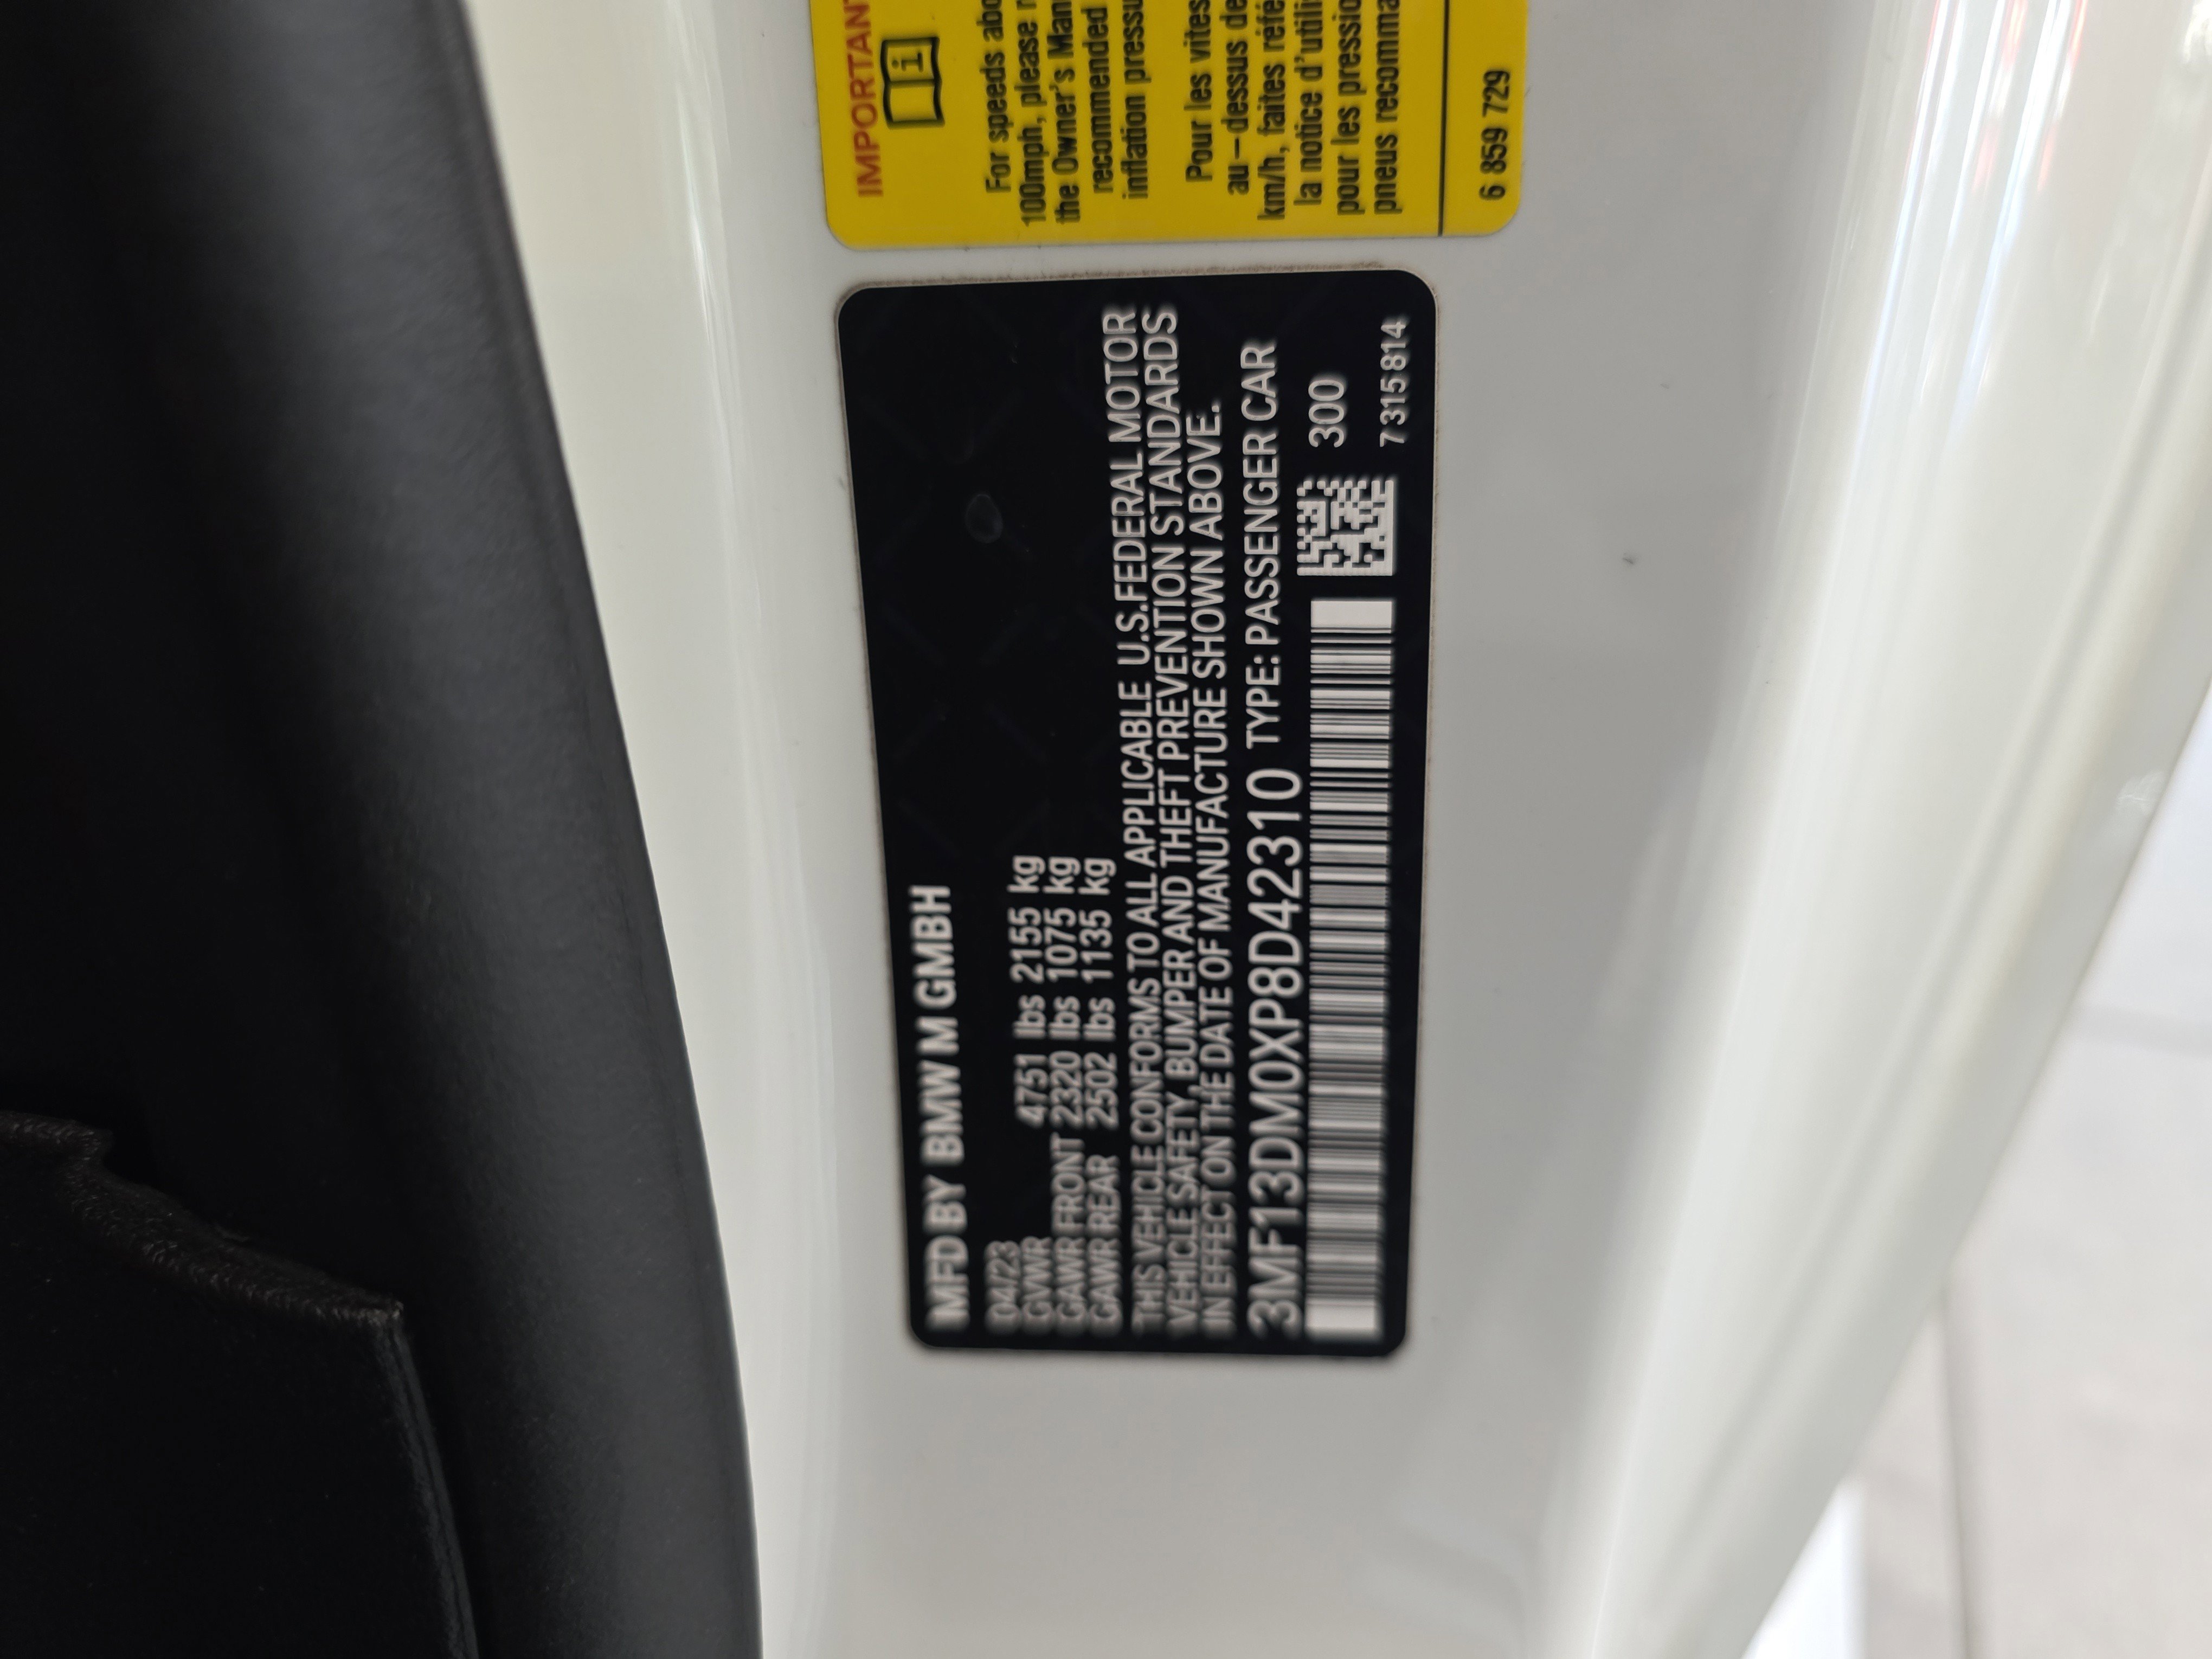 IMPORTANT
For speeds abo
100mph, please r
the Owner's Man
recommended
inflation pressu
Pour les vites
au-dessus de
km/h, faites réfé
la notice d'utili
pour les pressio
pneus recomma
6 859 729
MFD BY BMW M GMBH
04/23
GVWR 4751 lbs 2155 kg
GAWR FRONT 2320 lbs 1075 kg
GAWR REAR 2502 lbs 1135 kg
THIS VEHICLE CONFORMS TO ALL APPLICABLE U.S.FEDERAL MOTOR
VEHICLE SAFETY, BUMPER AND THEFT PREVENTION STANDARDS
IN EFFECT ON THE DATE OF MANUFACTURE SHOWN ABOVE.
3MF13DM0XP8D42310 TYPE: PASSENGER CAR
300
7315814